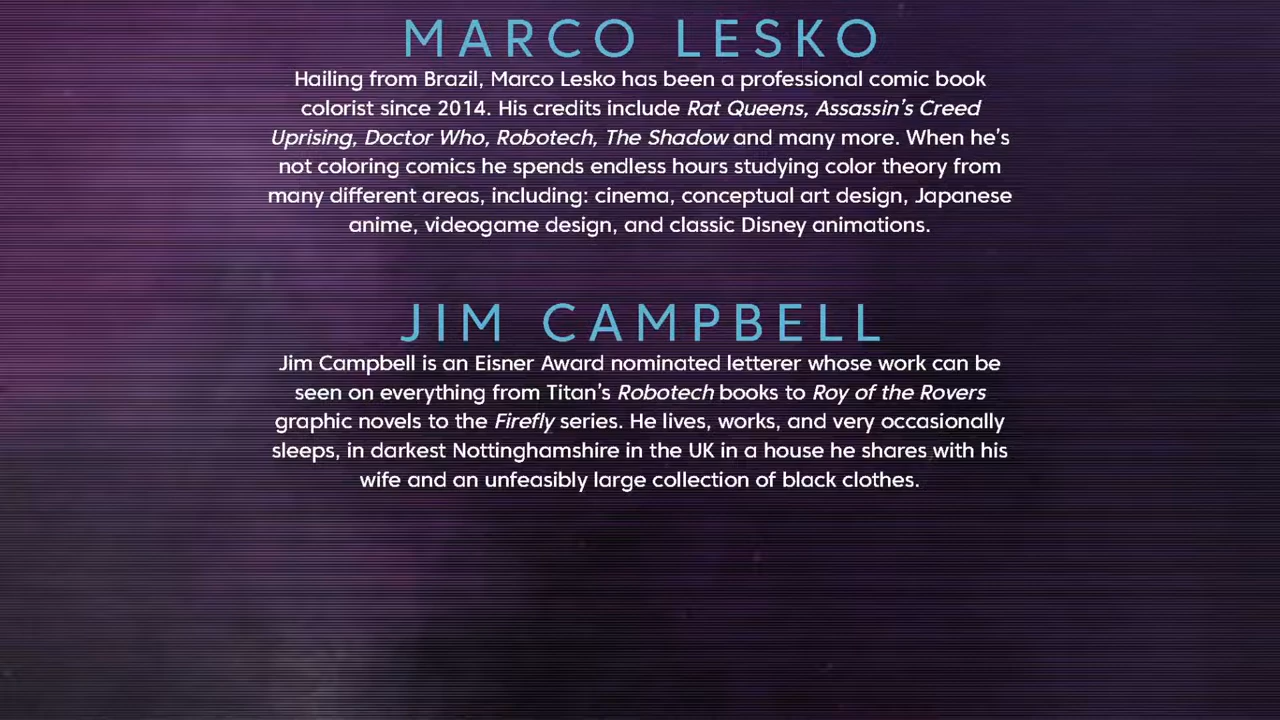 MARCO LESKO
Hailing from Brazil, Marco Lesko has been a professional comic book
colorist since 2014. His credits include Rat Queens, Assassin's Creed
Uprising, Doctor Who, Robotech, The Shadow and many more. When he's
not coloring comics he spends endless hours studying color theory from
many different areas, including: cinema, conceptual art design, Japanese
anime, videogame design, and classic Disney animations.
JIM CAMPBELL
Jim Campbell is an Eisner Award nominated letterer whose work can be
seen on everything from Titan's Robotech books to Roy of the Rovers
graphic novels to the Firefly series. He lives, works, and very occasionally
sleeps, in darkest Nottinghamshire in the UK in a house he shares with his
wife and an unfeasibly large collection of black clothes.